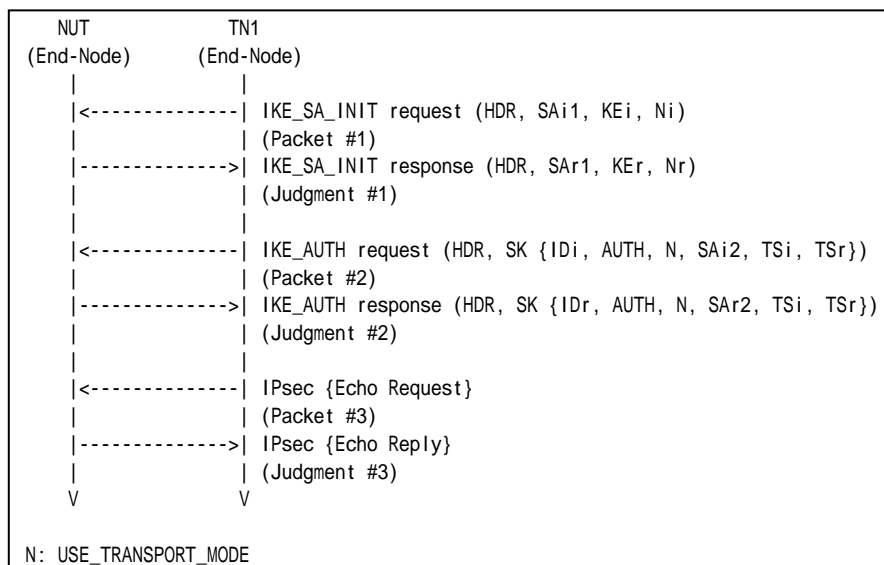 NUT TN1
(End-Node) (End-Node)
| |
|<--------------| IKE_SA_INIT request (HDR, SAi1, KEi, Ni)
| | (Packet #1)
|-------------->| IKE_SA_INIT response (HDR, SAr1, KEr, Nr)
| | (Judgment #1)
| |
| |
|<--------------| IKE_AUTH request (HDR, SK {IDi, AUTH, N, SAi2, TSi, TSr})
| | (Packet #2)
|-------------->| IKE_AUTH response (HDR, SK {IDr, AUTH, N, SAr2, TSi, TSr})
| | (Judgment #2)
| |
| |
|<--------------| IPsec {Echo Request}
| | (Packet #3)
|-------------->| IPsec {Echo Reply}
| | (Judgment #3)
V V
N: USE_TRANSPORT_MODE